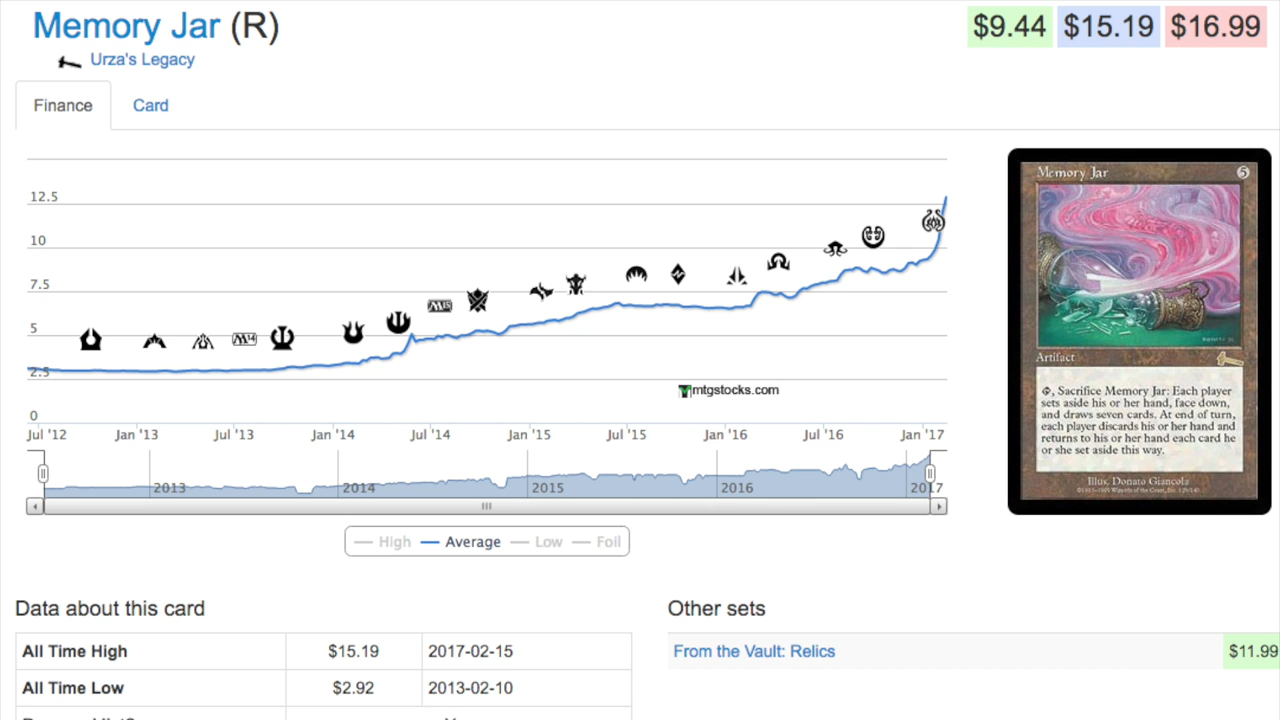 Memory Jar (R)
$9.44 $15.19 $16.99
Urza's Legacy
Finance Card
12.5
10
7.5
5
2.5
0
mtgstocks.com
Jul '12 Jan '13 Jul '13 Jan '14 Jul '14 Jan '15 Jul '15 Jan '16 Jul '16 Jan '17
2013 2014 2015 2016 2017
High Average Low Foil
Memory Jar 5
Artifact
, Sacrifice Memory Jar: Each player
sets aside his or her hand, face down,
and draws seven cards. At end of turn,
each player discards his or her hand and
returns to his or her hand each card he
or she set aside this way.
Illus. Donato Giancola
Data about this card
All Time High $15.19 2017-02-15
All Time Low $2.92 2013-02-10
Other sets
From the Vault: Relics $11.99